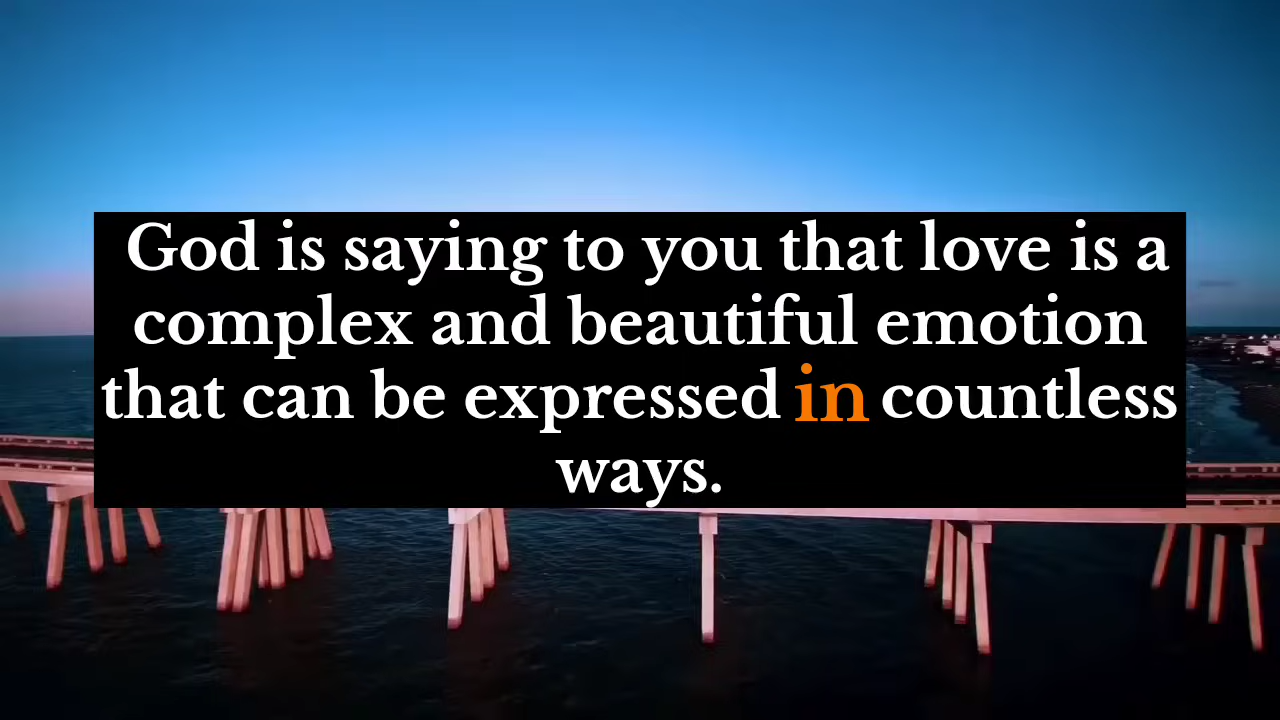 God is saying to you that love is a
complex and beautiful emotion
that can be expressed in countless
ways.